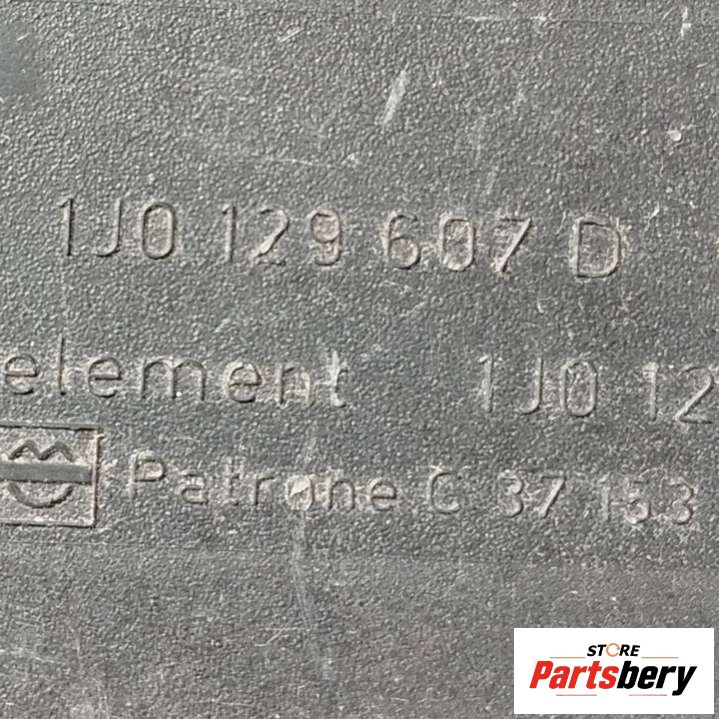 1J0 129 607 D
element 1J0 12
Patrone C 37 153
STORE
Partsbery